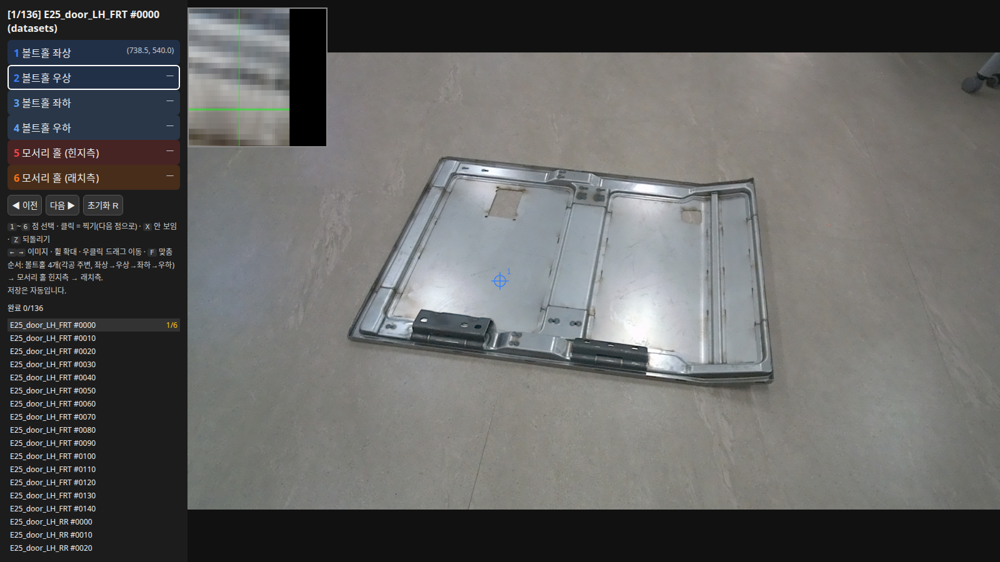 [1/136] E25_door_LH_FRT #0000
(datasets)
1 볼트홀 좌상 (738.5, 540.0)
2 볼트홀 우상 —
3 볼트홀 좌하 —
4 볼트홀 우하 —
5 모서리 홀 (힌지측) —
6 모서리 홀 (래치측) —
◀ 이전 다음 ▶ 초기화 R
1 ~ 6 점 선택 · 클릭 = 찍기(다음 점으로) · X 안 보임
· Z 되돌리기
← → 이미지 · 휠 확대 · 우클릭 드래그 이동 · F 맞춤
순서: 볼트홀 4개(각공 주변, 좌상→우상→좌하→우하)
→ 모서리 홀 힌지측 → 래치측.
저장은 자동입니다.
완료 0/136
E25_door_LH_FRT #0000 1/6
E25_door_LH_FRT #0010
E25_door_LH_FRT #0020
E25_door_LH_FRT #0030
E25_door_LH_FRT #0040
E25_door_LH_FRT #0050
E25_door_LH_FRT #0060
E25_door_LH_FRT #0070
E25_door_LH_FRT #0080
E25_door_LH_FRT #0090
E25_door_LH_FRT #0100
E25_door_LH_FRT #0110
E25_door_LH_FRT #0120
E25_door_LH_FRT #0130
E25_door_LH_FRT #0140
E25_door_LH_RR #0000
E25_door_LH_RR #0010
E25_door_LH_RR #0020
1